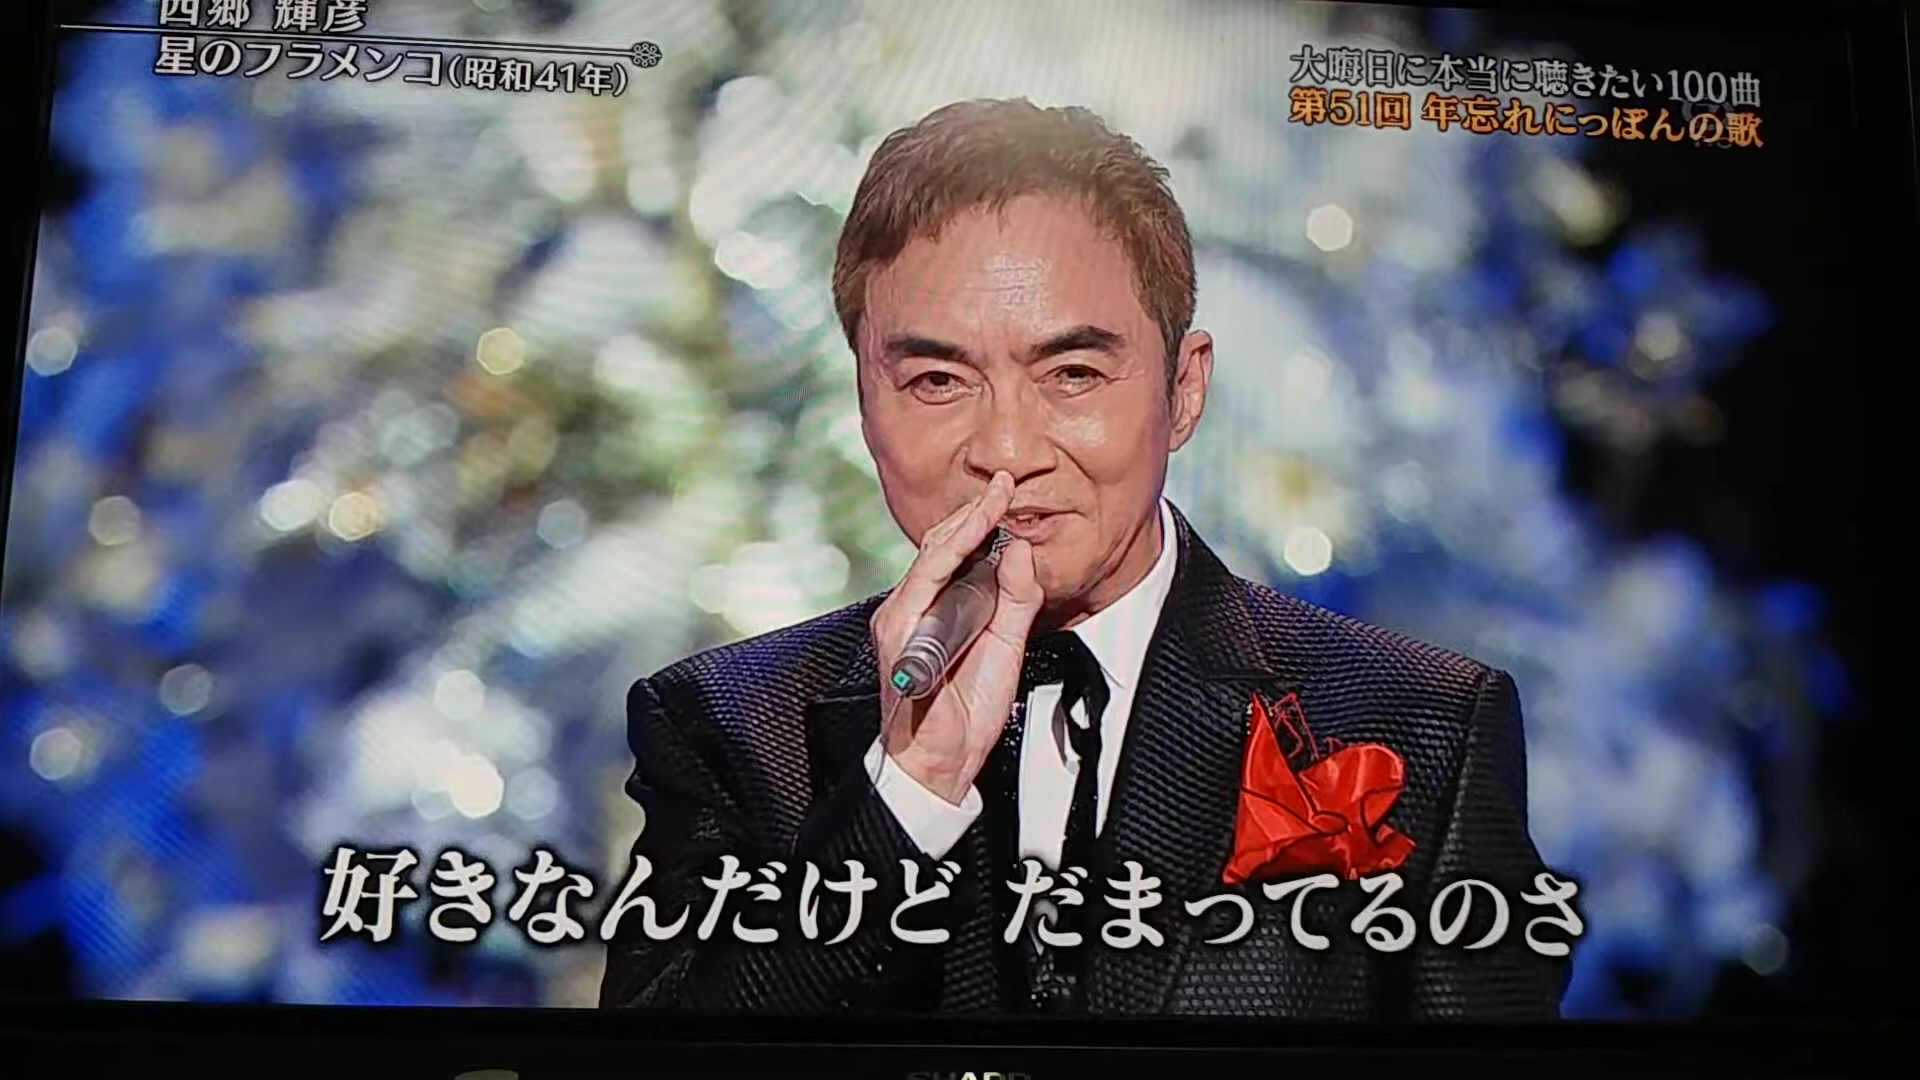 西郷 輝彦
星のフラメンコ(昭和41年)
大晦日に本当に聴きたい100曲
第51回 年忘れにっぽんの歌
好きなんだけど だまってるのさ
SHARP